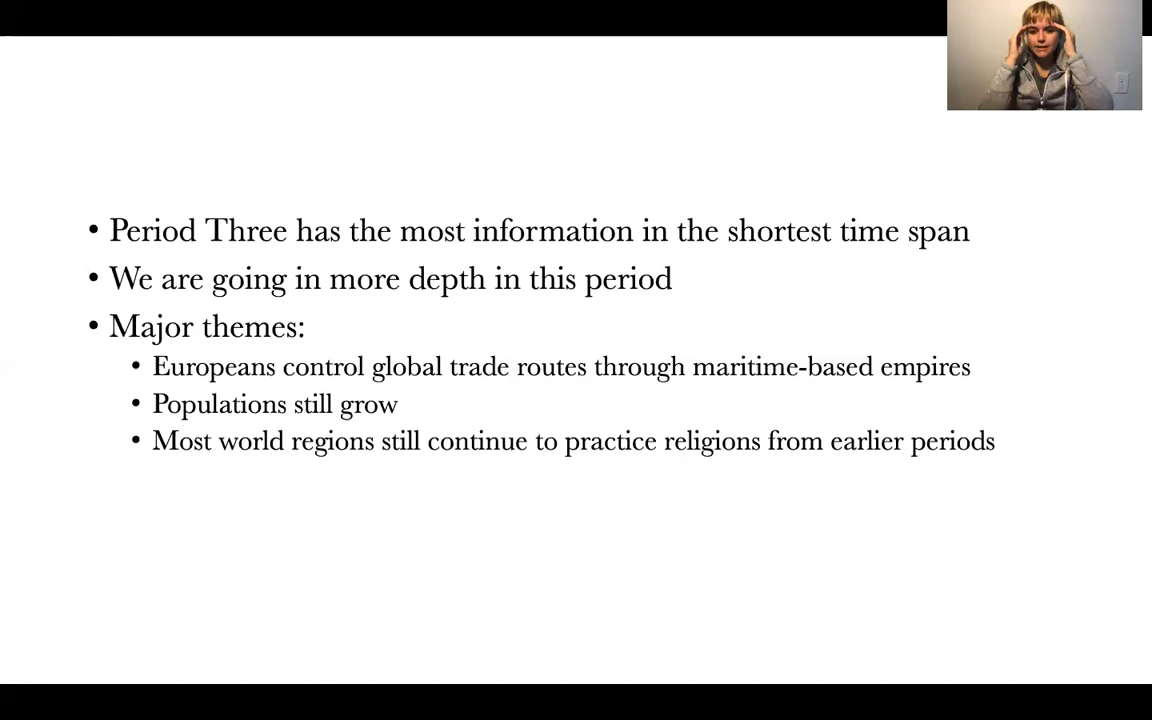 • Period Three has the most information in the shortest time span
• We are going in more depth in this period
• Major themes:
• Europeans control global trade routes through maritime-based empires
• Populations still grow
• Most world regions still continue to practice religions from earlier periods